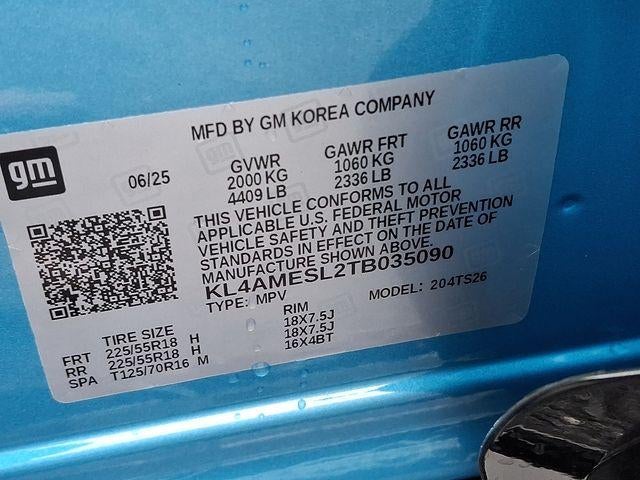 MFD BY GM KOREA COMPANY
gm
06/25
GVWR
2000 KG
4409 LB
GAWR FRT
1060 KG
2336 LB
GAWR RR
1060 KG
2336 LB
THIS VEHICLE CONFORMS TO ALL
APPLICABLE U.S. FEDERAL MOTOR
VEHICLE SAFETY AND THEFT PREVENTION
STANDARDS IN EFFECT ON THE DATE OF
MANUFACTURE SHOWN ABOVE.
KL4AMESL2TB035090
TYPE: MPV MODEL: 204TS26
TIRE SIZE RIM
FRT 225/55R18 H 18X7.5J
RR 225/55R18 H 18X7.5J
SPA T125/70R16 M 16X4BT